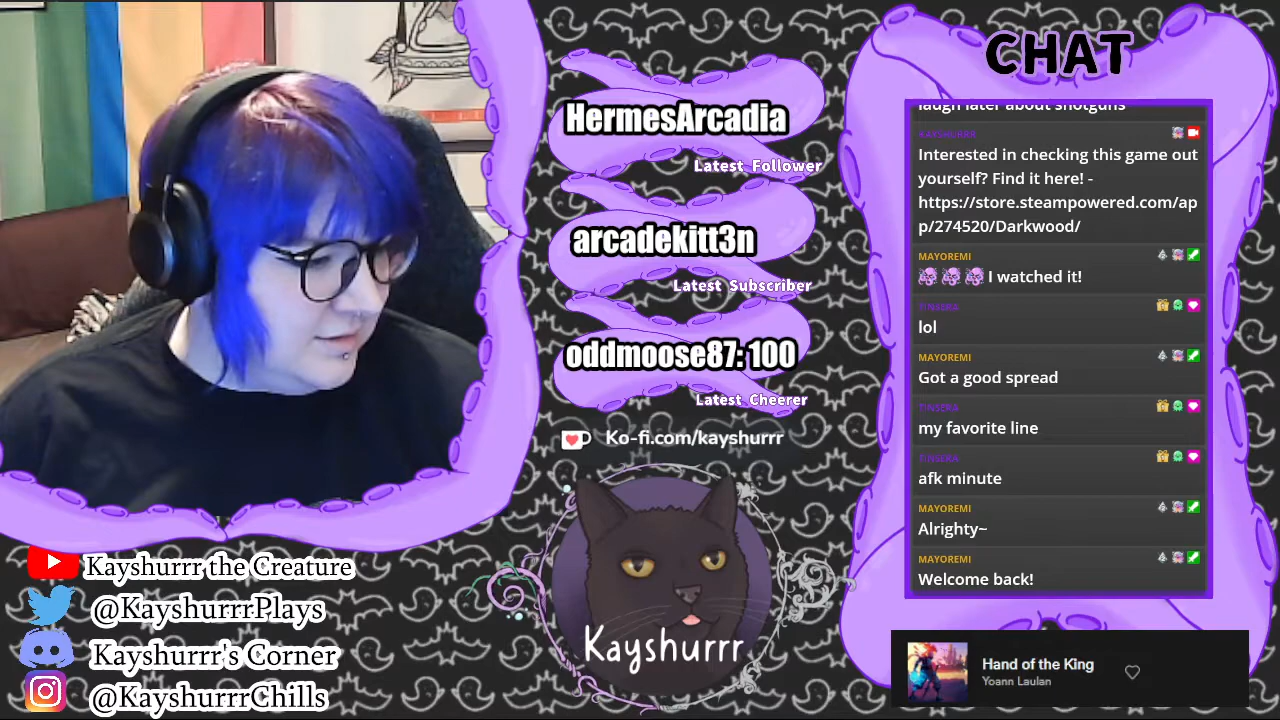 HermesArcadia
Latest Follower
arcadekitt3n
Latest Subscriber
oddmoose87: 100
Latest Cheerer
Ko-fi.com/kayshurrr
Kayshurrr
Kayshurrr the Creature
@KayshurrrPlays
Kayshurrr's Corner
@KayshurrrChills
CHAT
laugh later about shotguns
KAYSHURRR
Interested in checking this game out
yourself? Find it here! -
https://store.steampowered.com/ap
p/274520/Darkwood/
MAYOREMI
I watched it!
TINSERA
lol
MAYOREMI
Got a good spread
TINSERA
my favorite line
TINSERA
afk minute
MAYOREMI
Alrighty~
MAYOREMI
Welcome back!
Hand of the King
Yoann Laulan